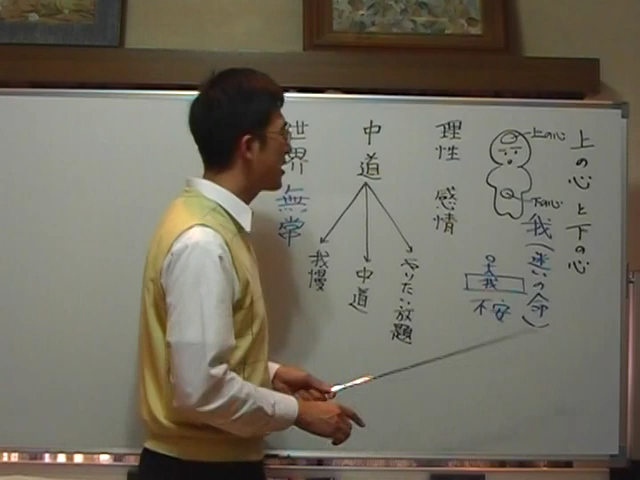 上の心と下の心
上の心
下の心
我(迷いの命)
理性 感情
我
不安
中道
我慢
中道
やりたい放題
世界 無常